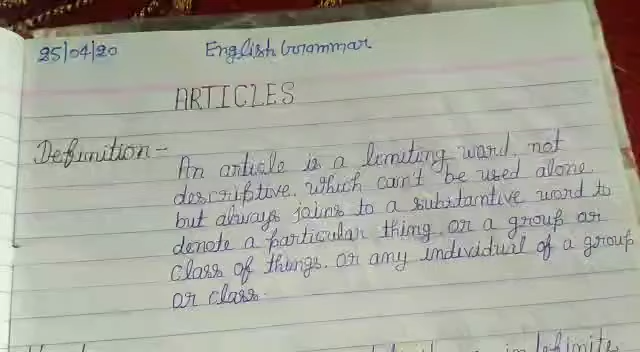 25/04/20 English Grammar
ARTICLES
Definition - An article is a limiting word, not
descriptive, which can't be used alone,
but always joins to a substantive word to
denote a particular thing, or a group or
class of things, or any individual of a group
or class.
indefinite